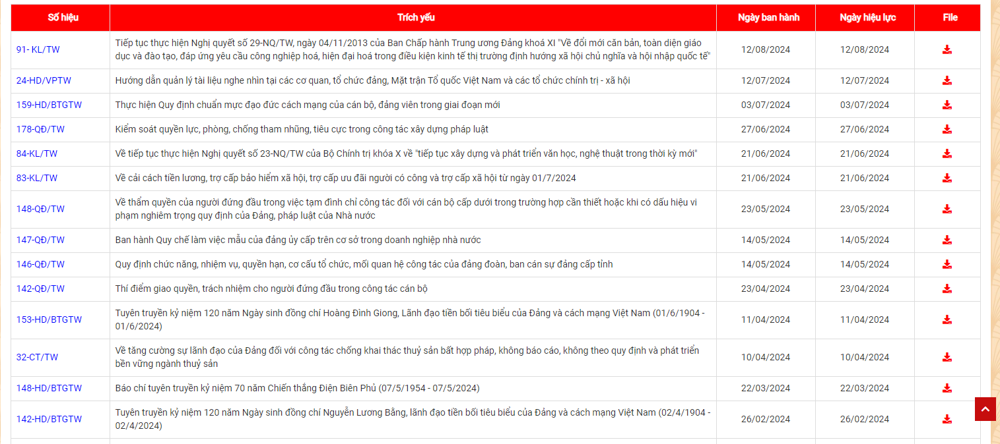 Số hiệu Trích yếu Ngày ban hành Ngày hiệu lực File
Tiếp tục thực hiện Nghị quyết số 29-NQ/TW, ngày 04/11/2013 của Ban Chấp hành Trung ương Đảng khoá XI "Về đổi mới căn bản, toàn diện giáo
91- KL/TW 12/08/2024 12/08/2024
dục và đào tạo, đáp ứng yêu cầu công nghiệp hoá, hiện đại hoá trong điều kiện kinh tế thị trường định hướng xã hội chủ nghĩa và hội nhập quốc tế"
24-HD/VPTW Hướng dẫn quản lý tài liệu nghe nhìn tại các cơ quan, tổ chức đảng, Mặt trận Tổ quốc Việt Nam và các tổ chức chính trị - xã hội 12/07/2024 12/07/2024
159-HD/BTGTW Thực hiện Quy định chuẩn mực đạo đức cách mạng của cán bộ, đảng viên trong giai đoạn mới 03/07/2024 03/07/2024
178-QĐ/TW Kiểm soát quyền lực, phòng, chống tham nhũng, tiêu cực trong công tác xây dựng pháp luật 27/06/2024 27/06/2024
84-KL/TW Về tiếp tục thực hiện Nghị quyết số 23-NQ/TW của Bộ Chính trị khóa X về "tiếp tục xây dựng và phát triển văn học, nghệ thuật trong thời kỳ mới" 21/06/2024 21/06/2024
83-KL/TW Về cải cách tiền lương, trợ cấp bảo hiểm xã hội, trợ cấp ưu đãi người có công và trợ cấp xã hội từ ngày 01/7/2024 21/06/2024 21/06/2024
Về thẩm quyền của người đứng đầu trong việc tạm đình chỉ công tác đối với cán bộ cấp dưới trong trường hợp cần thiết hoặc khi có dấu hiệu vi
148-QĐ/TW 23/05/2024 23/05/2024
phạm nghiêm trọng quy định của Đảng, pháp luật của Nhà nước
147-QĐ/TW Ban hành Quy chế làm việc mẫu của đảng ủy cấp trên cơ sở trong doanh nghiệp nhà nước 14/05/2024 14/05/2024
146-QĐ/TW Quy định chức năng, nhiệm vụ, quyền hạn, cơ cấu tổ chức, mối quan hệ công tác của đảng đoàn, ban cán sự đảng cấp tỉnh 14/05/2024 14/05/2024
142-QĐ/TW Thí điểm giao quyền, trách nhiệm cho người đứng đầu trong công tác cán bộ 23/04/2024 23/04/2024
Tuyên truyền kỷ niệm 120 năm Ngày sinh đồng chí Hoàng Đình Giong, Lãnh đạo tiền bối tiêu biểu của Đảng và cách mạng Việt Nam (01/6/1904 -
153-HD/BTGTW 11/04/2024 11/04/2024
01/6/2024)
Về tăng cường sự lãnh đạo của Đảng đối với công tác chống khai thác thuỷ sản bất hợp pháp, không báo cáo, không theo quy định và phát triển
32-CT/TW 10/04/2024 10/04/2024
bền vững ngành thuỷ sản
148-HD/BTGTW Báo chí tuyên truyền kỷ niệm 70 năm Chiến thắng Điện Biên Phủ (07/5/1954 - 07/5/2024) 22/03/2024 22/03/2024
Tuyên truyền kỷ niệm 120 năm Ngày sinh đồng chí Nguyễn Lương Bằng, lãnh đạo tiền bối tiêu biểu của Đảng và cách mạng Việt Nam (02/4/1904 -
142-HD/BTGTW 26/02/2024 26/02/2024
02/4/2024)